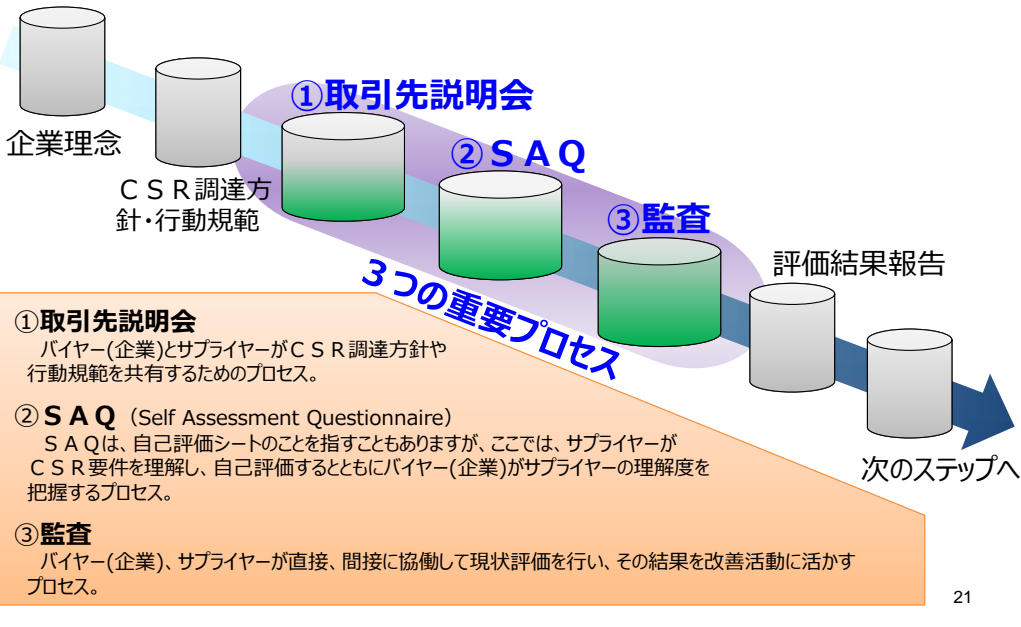 企業理念
ＣＳＲ調達方
針・行動規範
①取引先説明会
②ＳＡＱ
③監査
３つの重要プロセス
評価結果報告
次のステップへ
①取引先説明会
バイヤー(企業)とサプライヤーがＣＳＲ調達方針や
行動規範を共有するためのプロセス。
②ＳＡＱ（Self Assessment Questionnaire）
ＳＡＱは、自己評価シートのことを指すこともありますが、ここでは、サプライヤーが
ＣＳＲ要件を理解し、自己評価するとともにバイヤー(企業)がサプライヤーの理解度を
把握するプロセス。
③監査
バイヤー(企業)、サプライヤーが直接、間接に協働して現状評価を行い、その結果を改善活動に活かす
プロセス。
21